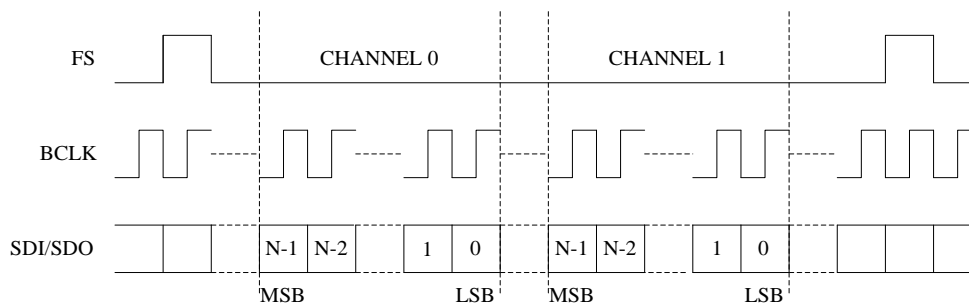 FS CHANNEL 0 CHANNEL 1
BCLK
SDI/SDO N-1 N-2 1 0 N-1 N-2 1 0
MSB LSB MSB LSB